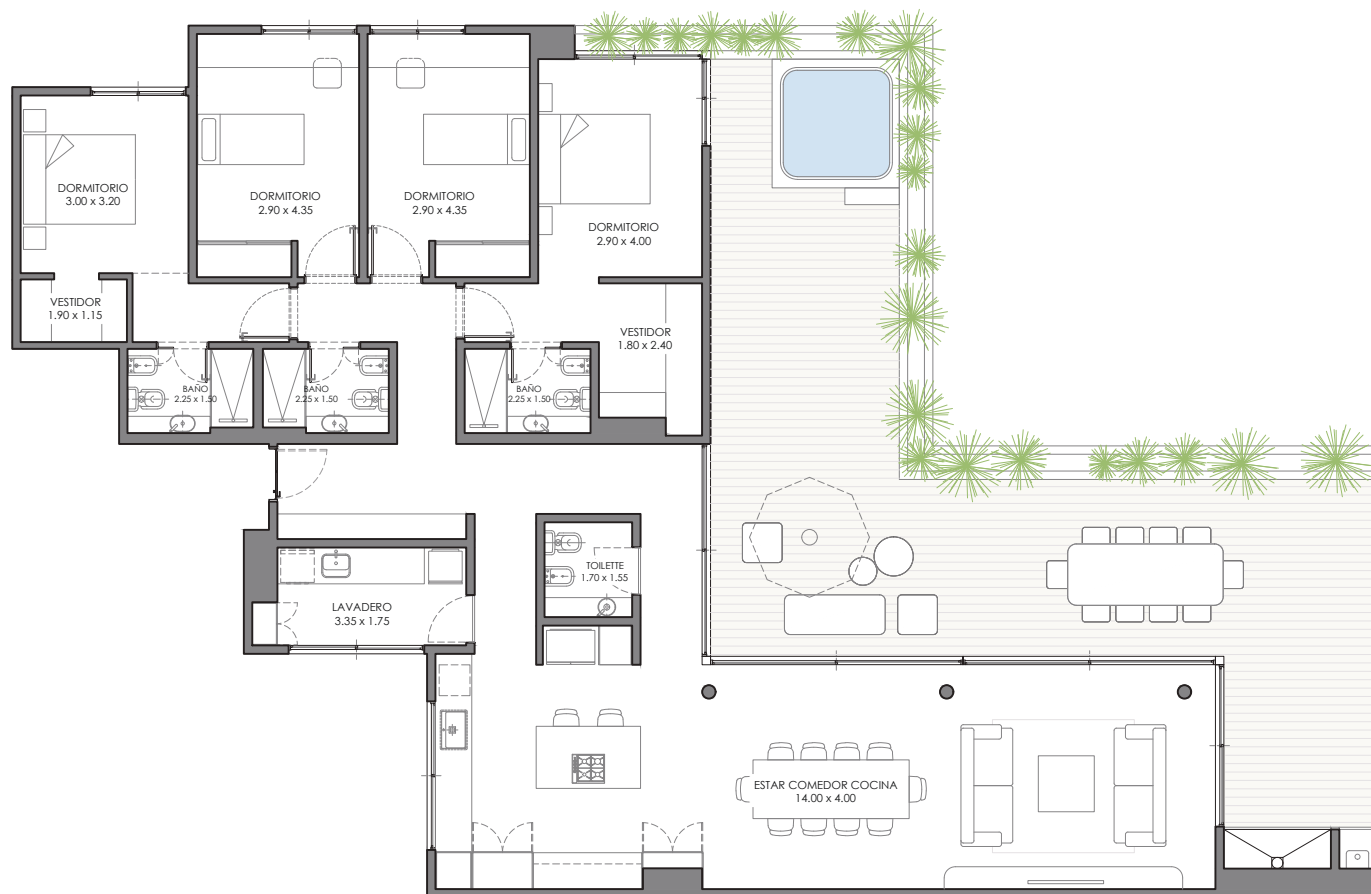 DORMITORIO
3.00 x 3.20
DORMITORIO
2.90 x 4.35
DORMITORIO
2.90 x 4.35
DORMITORIO
2.90 x 4.00
VESTIDOR
1.90 x 1.15
VESTIDOR
1.80 x 2.40
BAÑO
2.25 x 1.50
BAÑO
2.25 x 1.50
BAÑO
2.25 x 1.50
TOILETTE
1.70 x 1.55
LAVADERO
3.35 x 1.75
ESTAR COMEDOR COCINA
14.00 x 4.00